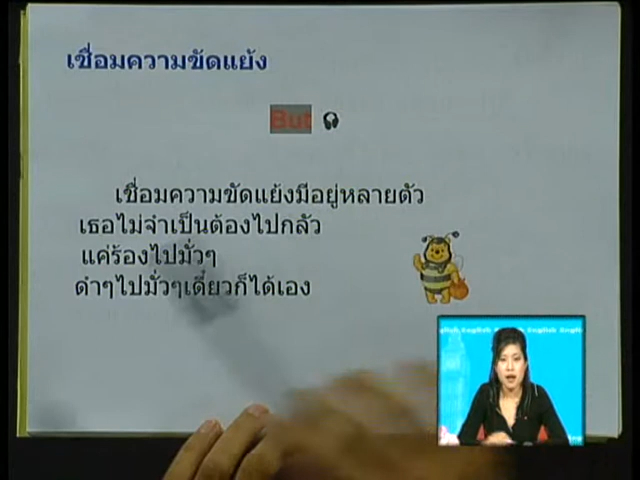 เชื่อมความขัดแย้ง
But
เชื่อมความขัดแย้งมีอยู่หลายตัว
เธอไม่จำเป็นต้องไปกลัว
แค่ร้องไปมั่วๆ
ดำๆไปมั่วๆเดี๋ยวก็ได้เอง
English English English